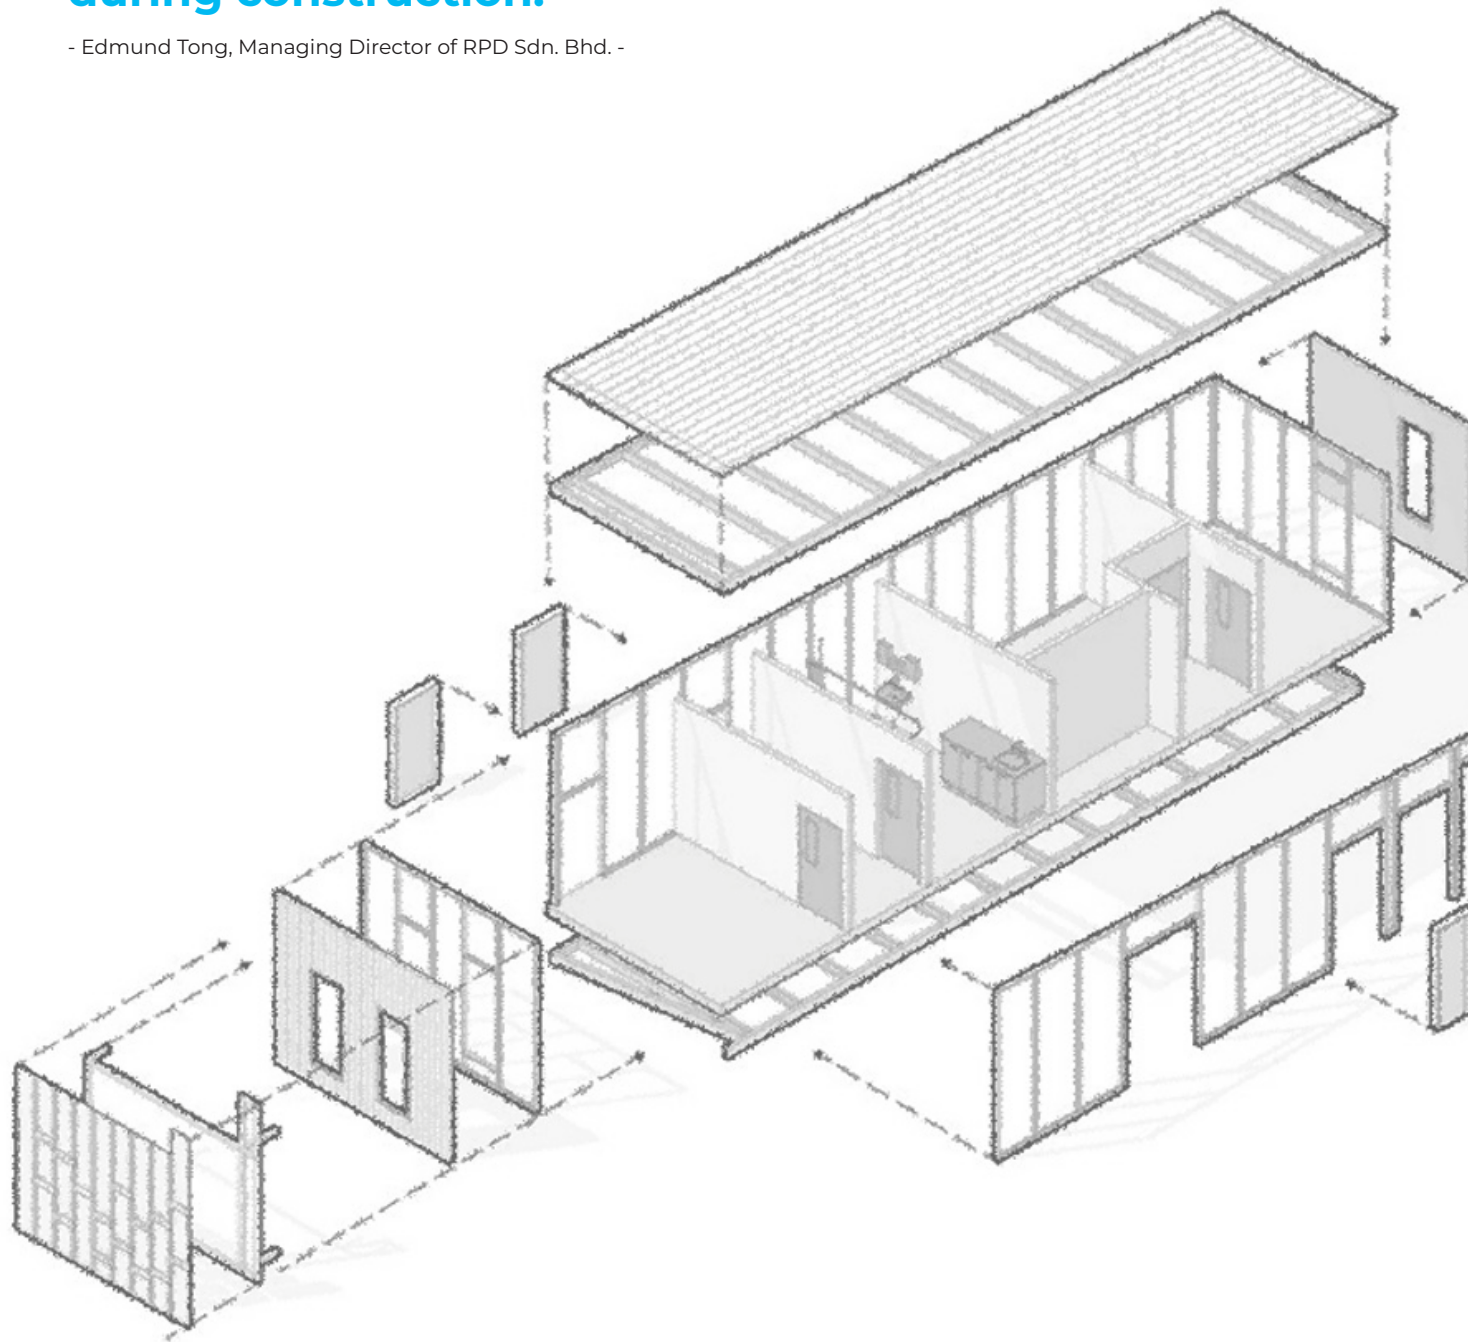 during construction.
- Edmund Tong, Managing Director of RPD Sdn. Bhd. -